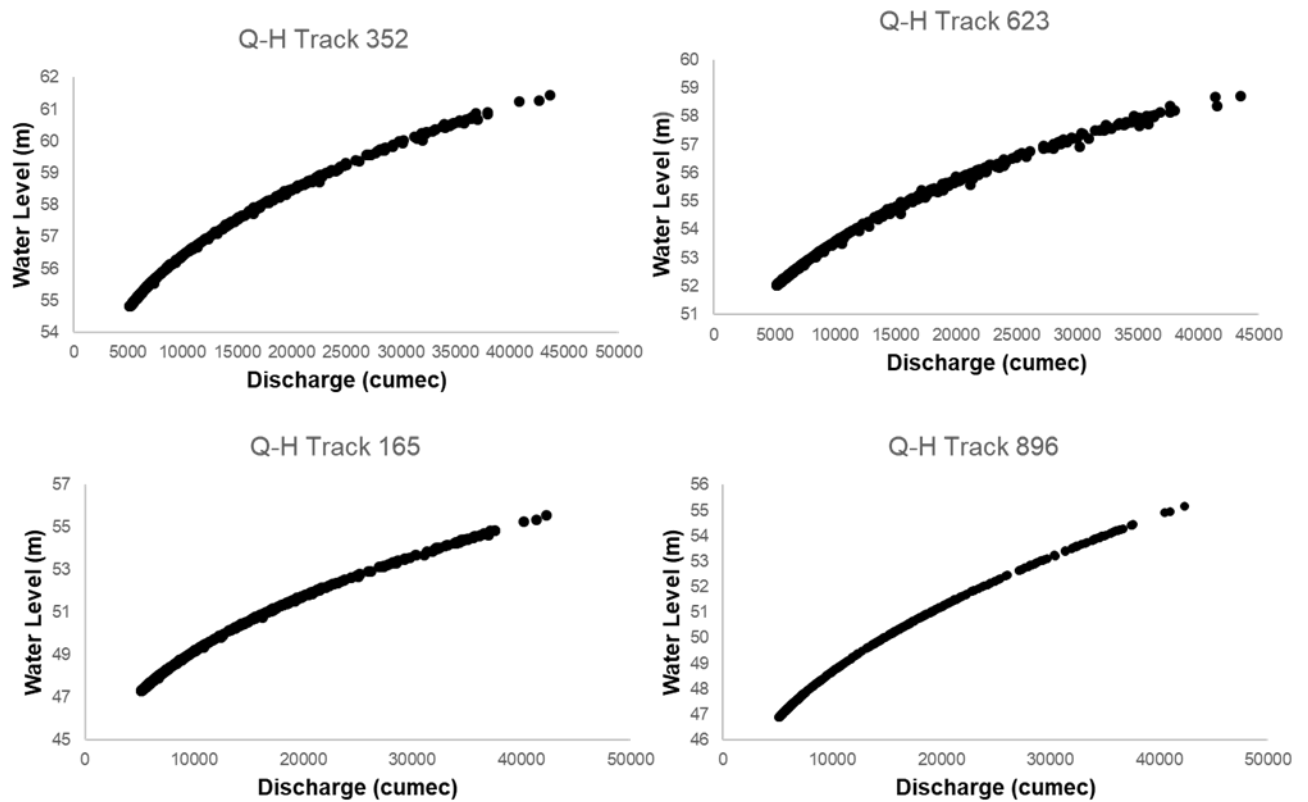 Q-H Track 352
Water Level (m)
62
61
60
59
58
57
56
55
54
0 5000 10000 15000 20000 25000 30000 35000 40000 45000 50000
Discharge (cumec)
Q-H Track 623
Water Level (m)
60
59
58
57
56
55
54
53
52
51
0 5000 10000 15000 20000 25000 30000 35000 40000 45000
Discharge (cumec)
Q-H Track 165
Water Level (m)
57
55
53
51
49
47
45
0 10000 20000 30000 40000 50000
Discharge (cumec)
Q-H Track 896
Water Level (m)
56
55
54
53
52
51
50
49
48
47
46
0 10000 20000 30000 40000 50000
Discharge (cumec)